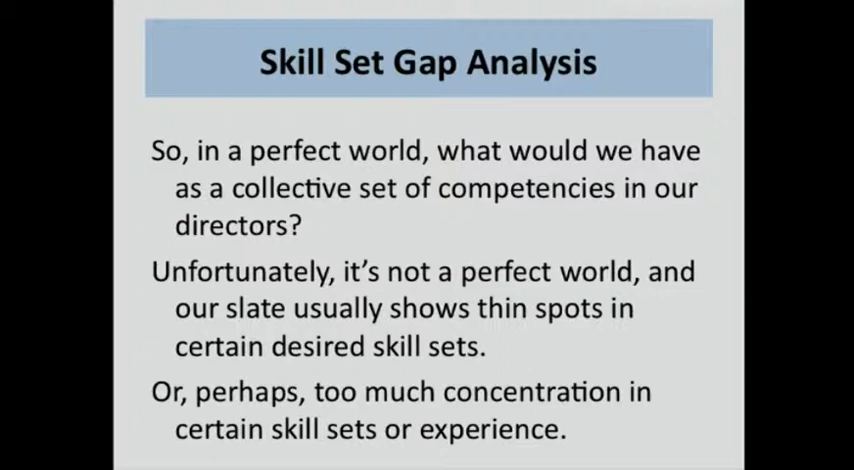 Skill Set Gap Analysis
So, in a perfect world, what would we have
as a collective set of competencies in our
directors?
Unfortunately, it's not a perfect world, and
our slate usually shows thin spots in
certain desired skill sets.
Or, perhaps, too much concentration in
certain skill sets or experience.